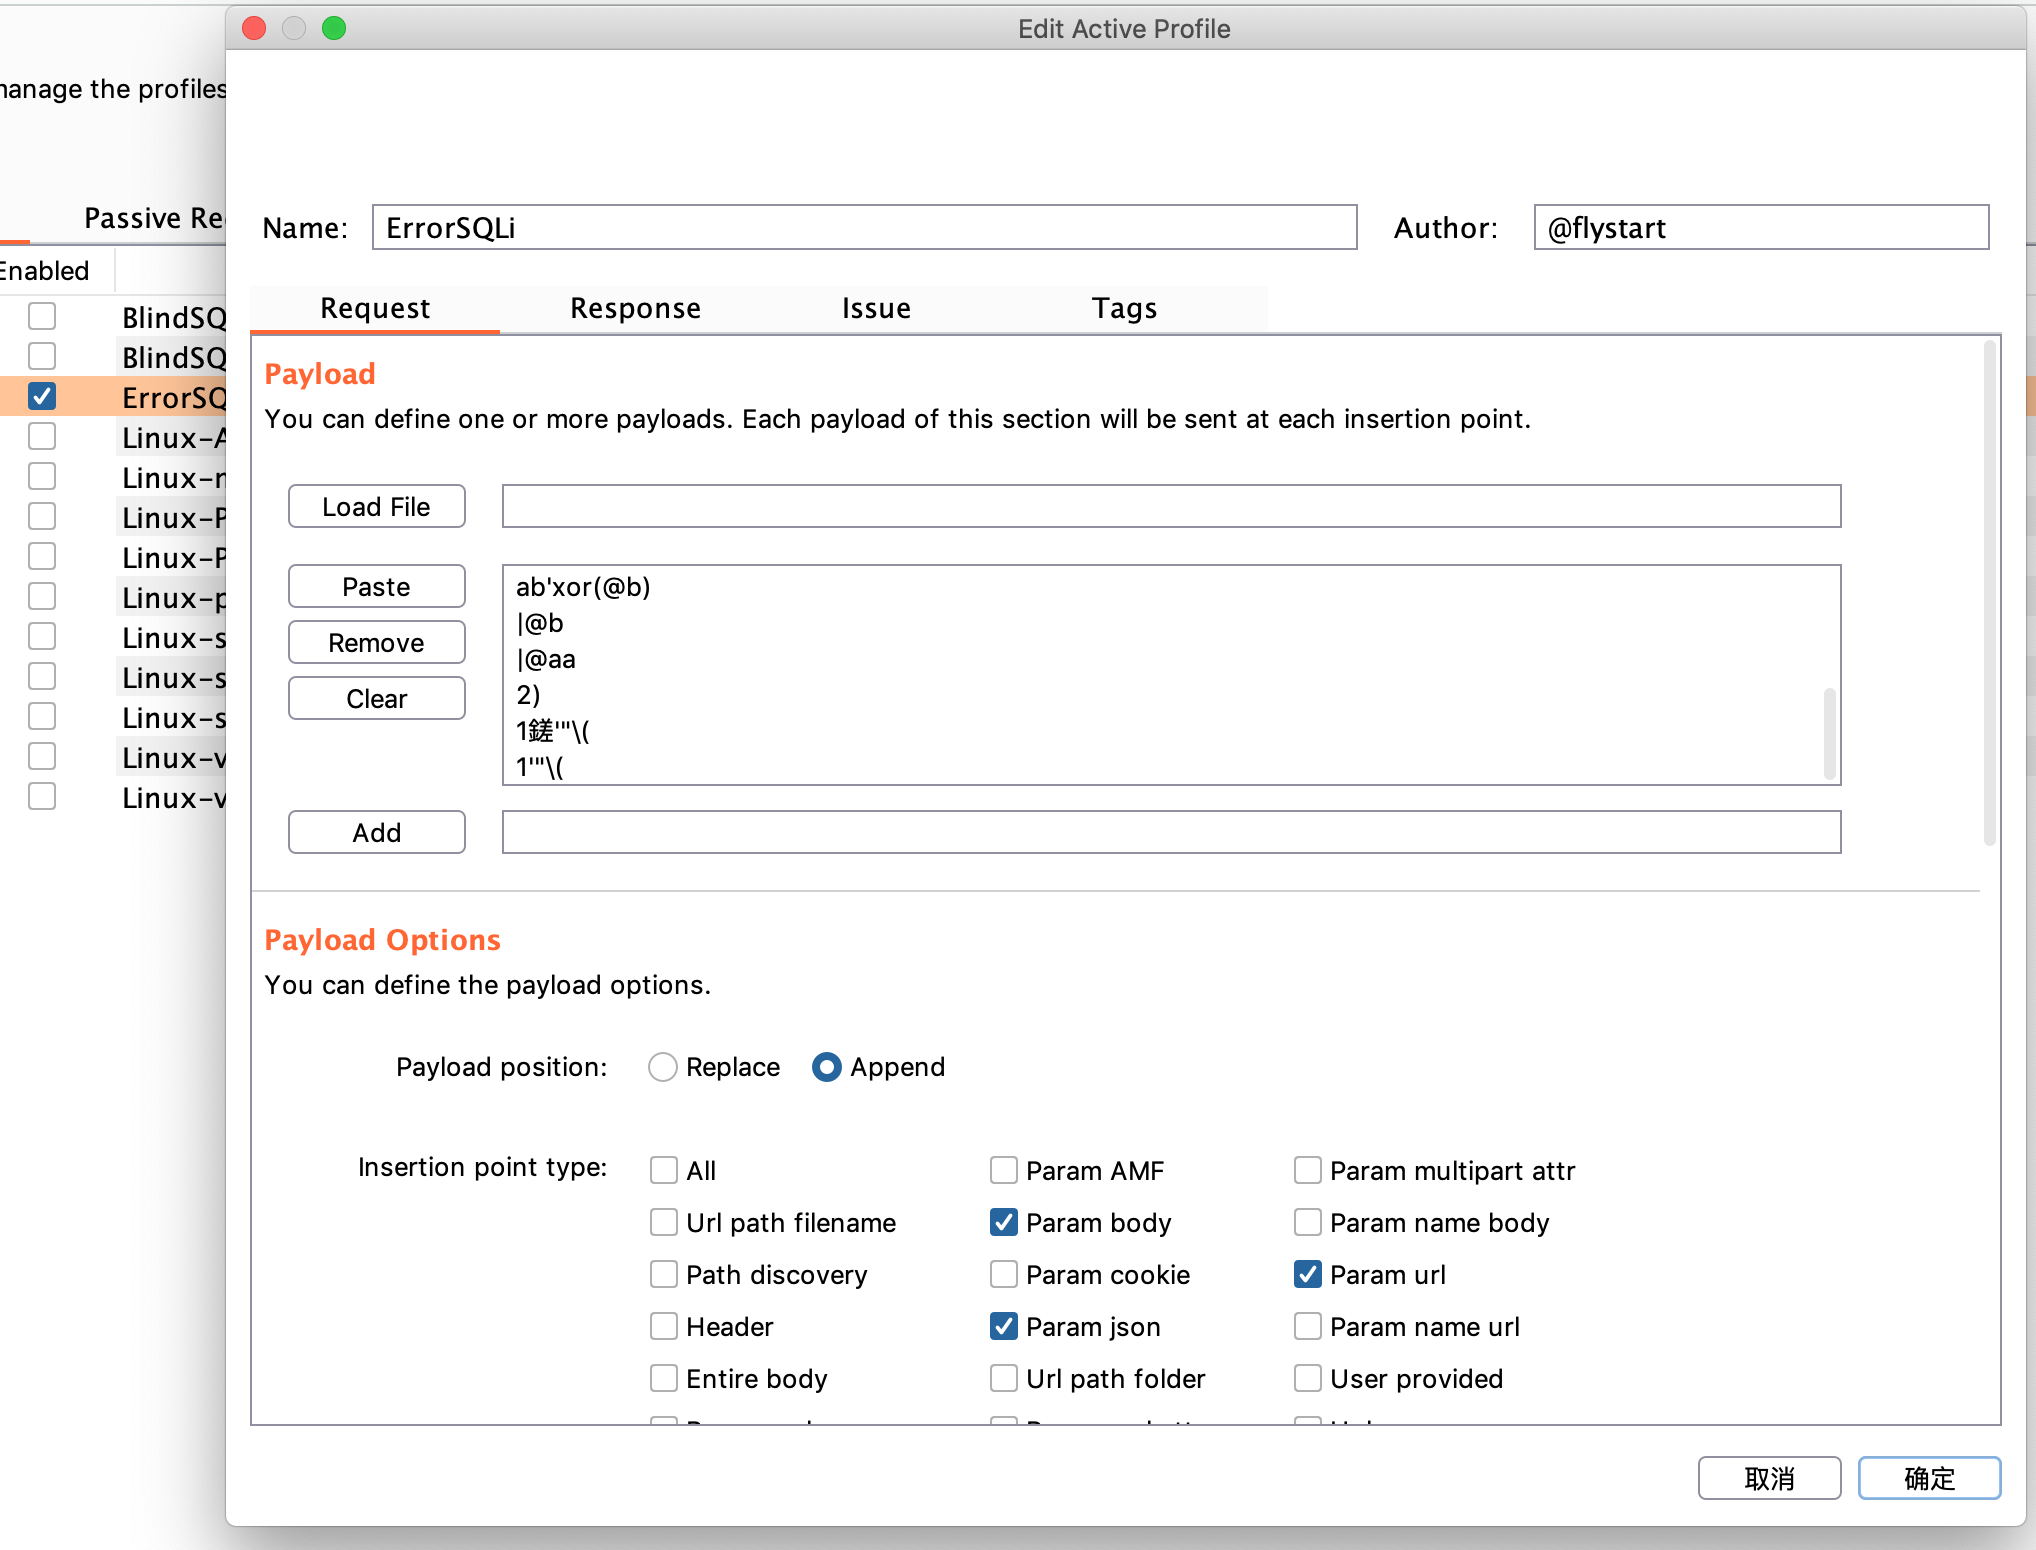 Edit Active Profile
manage the profiles
Name: ErrorSQLi Author: @flystart
Passive Re
Enabled
Request Response Issue Tags
BlindSQ
BlindSQ
ErrorSQ
Linux-A
Linux-n
Linux-P
Linux-P
Linux-p
Linux-s
Linux-s
Linux-s
Linux-v
Linux-v
Payload
You can define one or more payloads. Each payload of this section will be sent at each insertion point.
Load File
Paste
Remove
Clear
ab'xor(@b)
|@b
|@aa
2)
1鎈'"\(
1'"\(
Add
Payload Options
You can define the payload options.
Payload position: Replace Append
Insertion point type: All Param AMF Param multipart attr
Url path filename Param body Param name body
Path discovery Param cookie Param url
Header Param json Param name url
Entire body Url path folder User provided
取消 确定